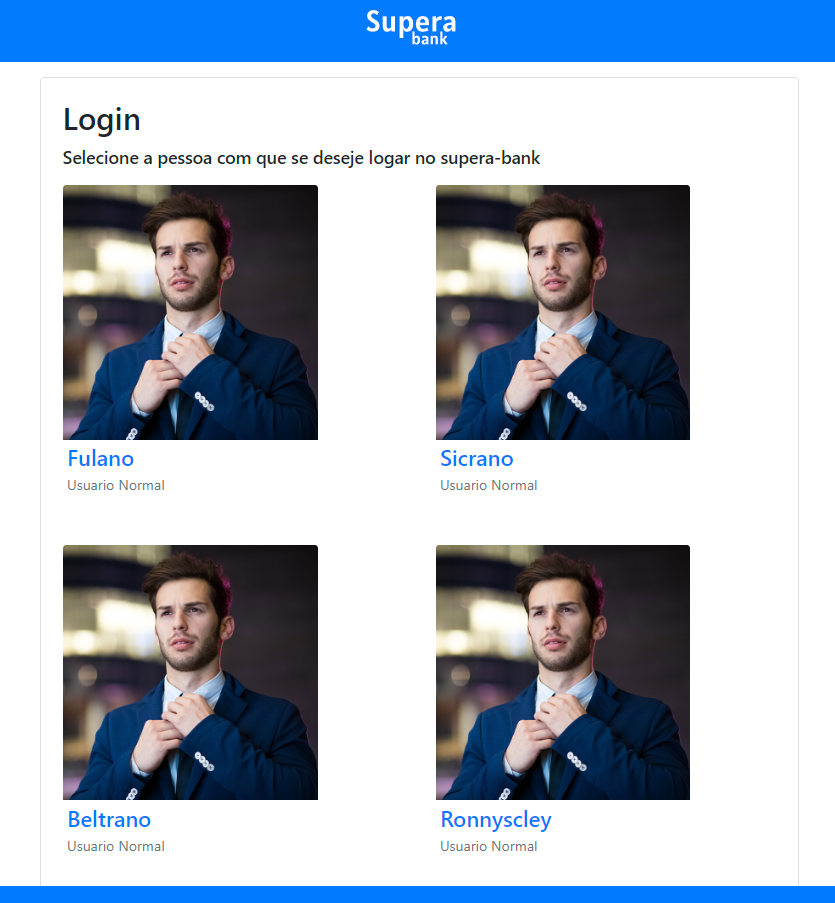 Supera
bank
Login
Selecione a pessoa com que se deseje logar no supera-bank
Fulano
Usuario Normal
Sicrano
Usuario Normal
Beltrano
Usuario Normal
Ronnyscley
Usuario Normal